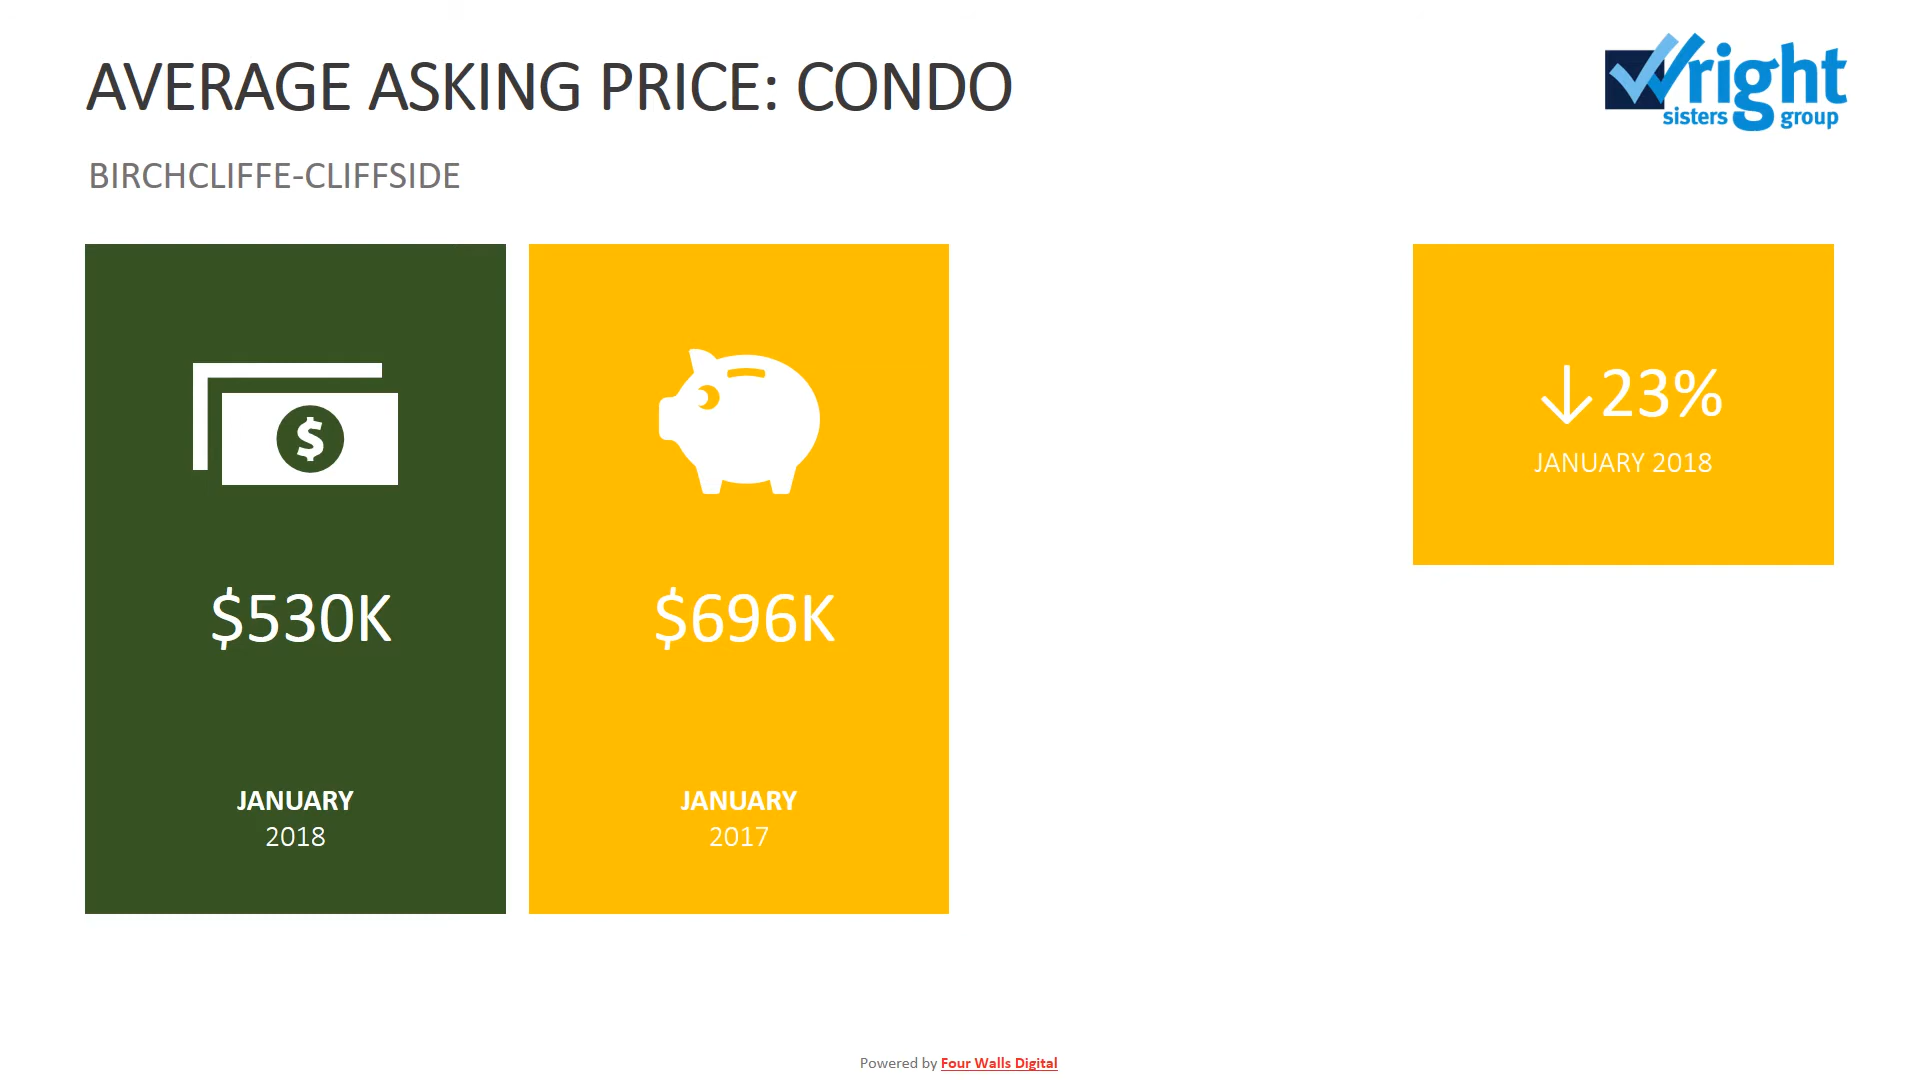 AVERAGE ASKING PRICE: CONDO
Wright
sisters group
BIRCHCLIFFE-CLIFFSIDE
$
$530K
JANUARY
2018
$696K
JANUARY
2017
↓23%
JANUARY 2018
Powered by Four Walls Digital